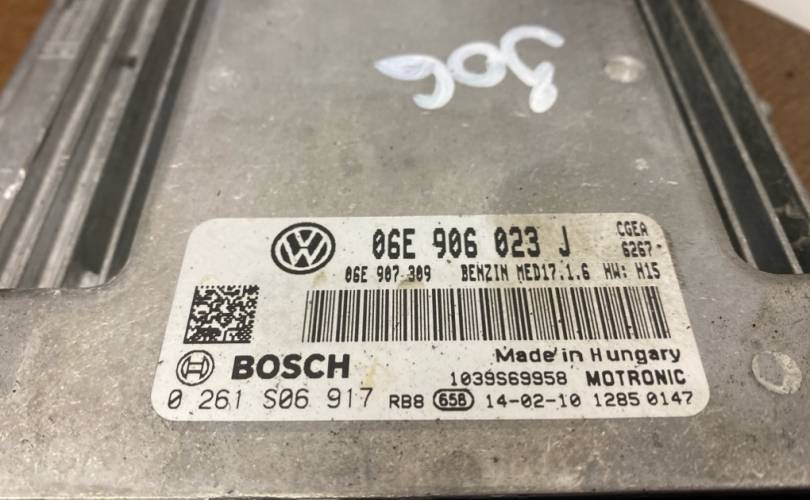 306
06E 906 023 J
CGEA
6267-
06E 907 309 BENZIN MED17.1.6 HW: H15
BOSCH
Made in Hungary
1039S69958 MOTRONIC
0 261 S06 917 RB8 658 14-02-10 1285 0147